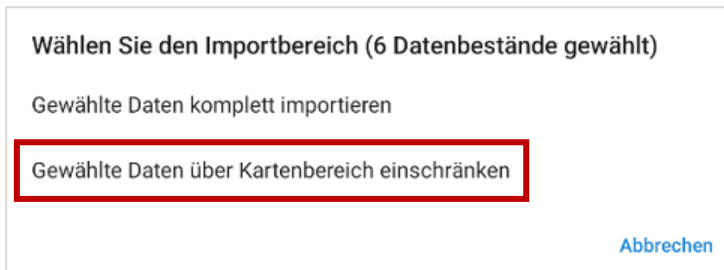 Wählen Sie den Importbereich (6 Datenbestände gewählt)
Gewählte Daten komplett importieren
Gewählte Daten über Kartenbereich einschränken
Abbrechen